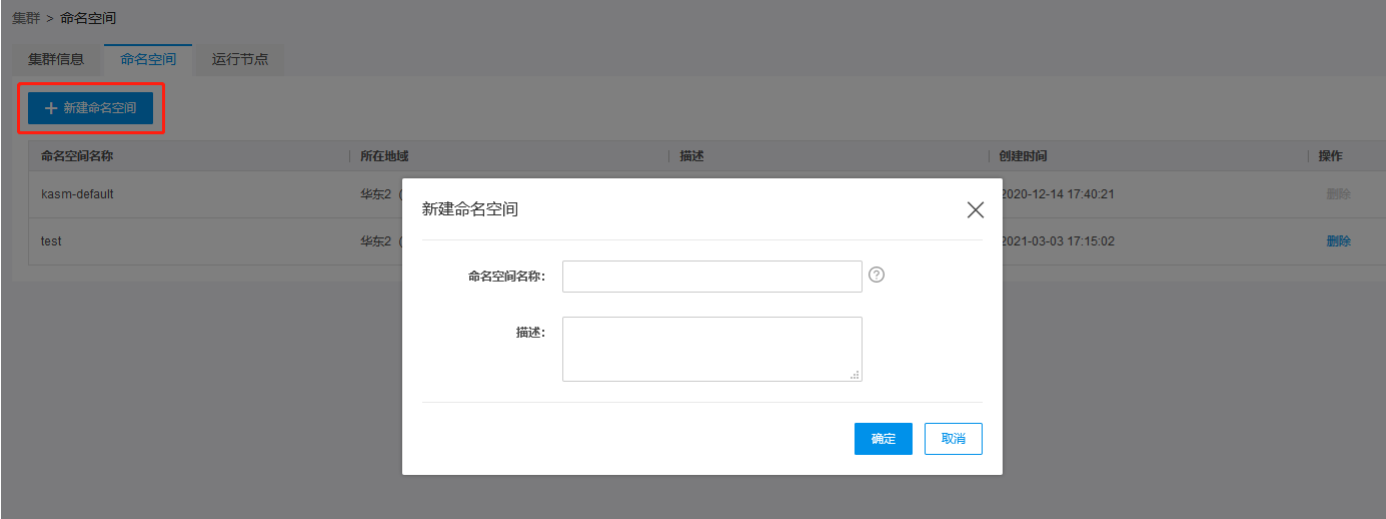 集群 > 命名空间
集群信息 命名空间 运行节点
+ 新建命名空间
命名空间名称 所在地域 描述 创建时间 操作
kasm-default 华东2 ( 2020-12-14 17:40:21 删除
test 华东2 ( 2021-03-03 17:15:02 删除
新建命名空间
命名空间名称:
?
描述:
确定 取消